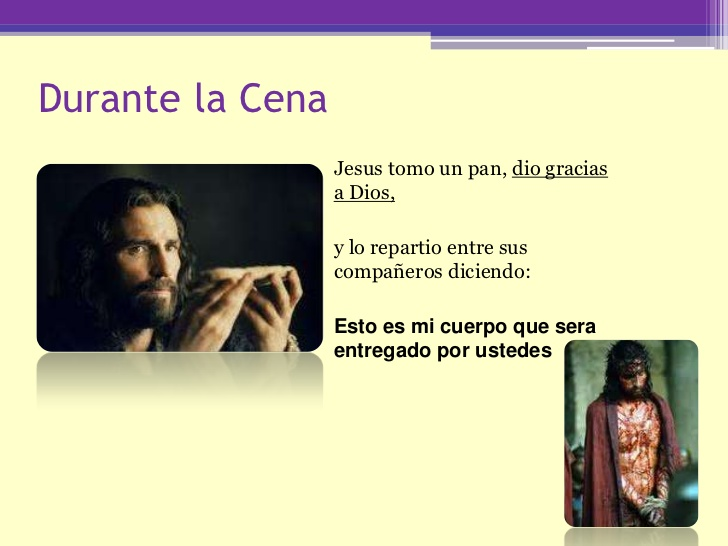 Durante la Cena
Jesus tomo un pan, dio gracias
a Dios,
y lo repartio entre sus
compañeros diciendo:
Esto es mi cuerpo que sera
entregado por ustedes